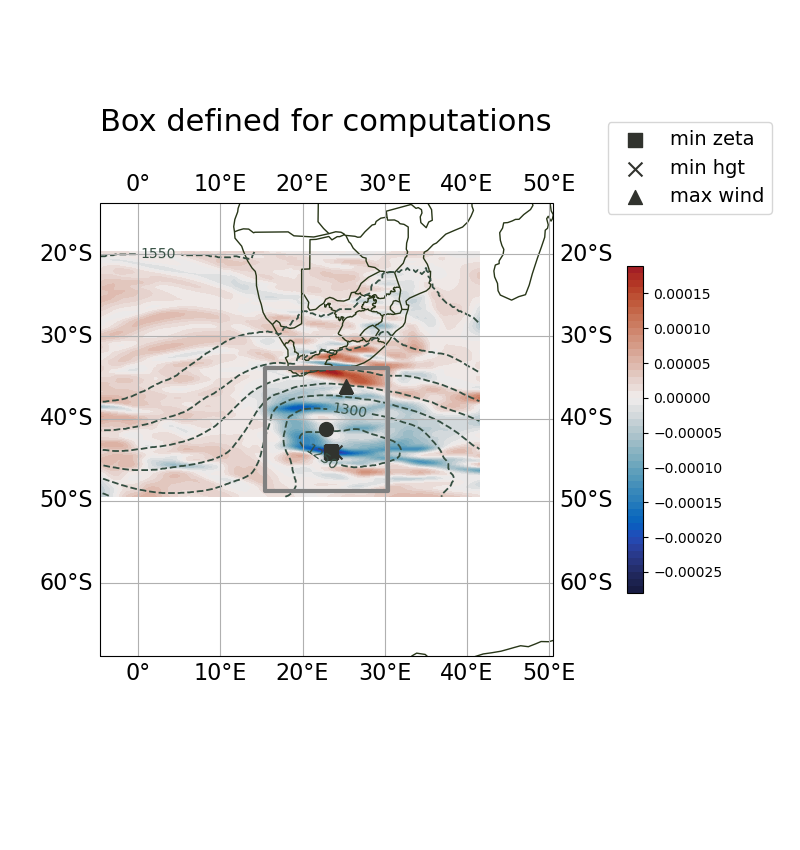 Box defined for computations
min zeta
min hgt
max wind
0° 10°E 20°E 30°E 40°E 50°E
20°S 1550 20°S
30°S 30°S
40°S 1300 40°S
50°S 50°S
60°S 60°S
0° 10°E 20°E 30°E 40°E 50°E
0.00015
0.00010
0.00005
0.00000
−0.00005
−0.00010
−0.00015
−0.00020
−0.00025